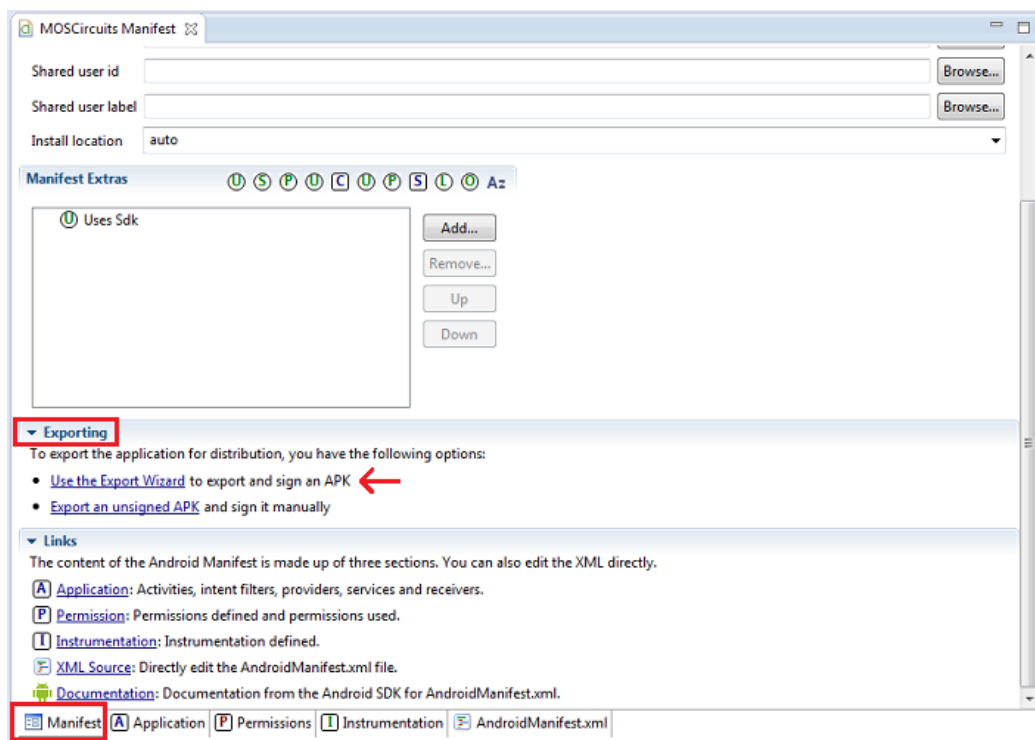 MOSCircuits Manifest
Shared user id Browse...
Shared user label Browse...
Install location auto
Manifest Extras U S P U C U P S L O Az
U Uses Sdk
Add...
Remove...
Up
Down
Exporting
To export the application for distribution, you have the following options:
• Use the Export Wizard to export and sign an APK
• Export an unsigned APK and sign it manually
Links
The content of the Android Manifest is made up of three sections. You can also edit the XML directly.
A Application: Activities, intent filters, providers, services and receivers.
P Permission: Permissions defined and permissions used.
I Instrumentation: Instrumentation defined.
XML Source: Directly edit the AndroidManifest.xml file.
Documentation: Documentation from the Android SDK for AndroidManifest.xml.
Manifest A Application P Permissions I Instrumentation AndroidManifest.xml